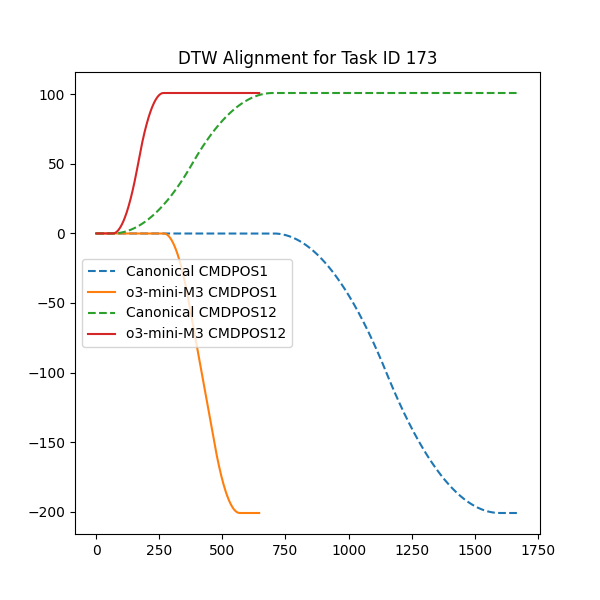 DTW Alignment for Task ID 173
100
50
0
−50
−100
−150
−200
Canonical CMDPOS1
o3-mini-M3 CMDPOS1
Canonical CMDPOS12
o3-mini-M3 CMDPOS12
0 250 500 750 1000 1250 1500 1750